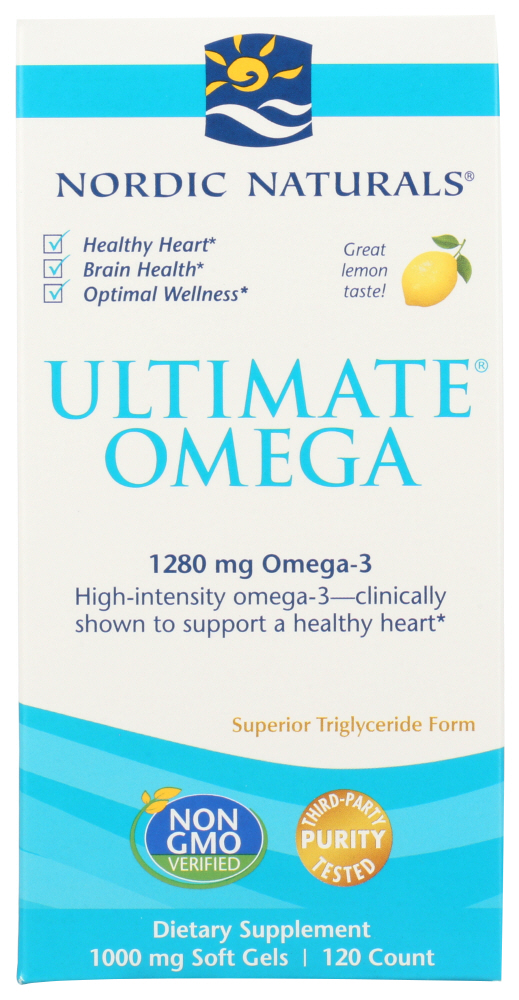 NORDIC NATURALS®
Healthy Heart*
Brain Health*
Optimal Wellness*
Great
lemon
taste!
ULTIMATE®
OMEGA
1280 mg Omega-3
High-intensity omega-3—clinically
shown to support a healthy heart*
Superior Triglyceride Form
NON
GMO
VERIFIED
THIRD-PARTY
PURITY
TESTED
Dietary Supplement
1000 mg Soft Gels | 120 Count